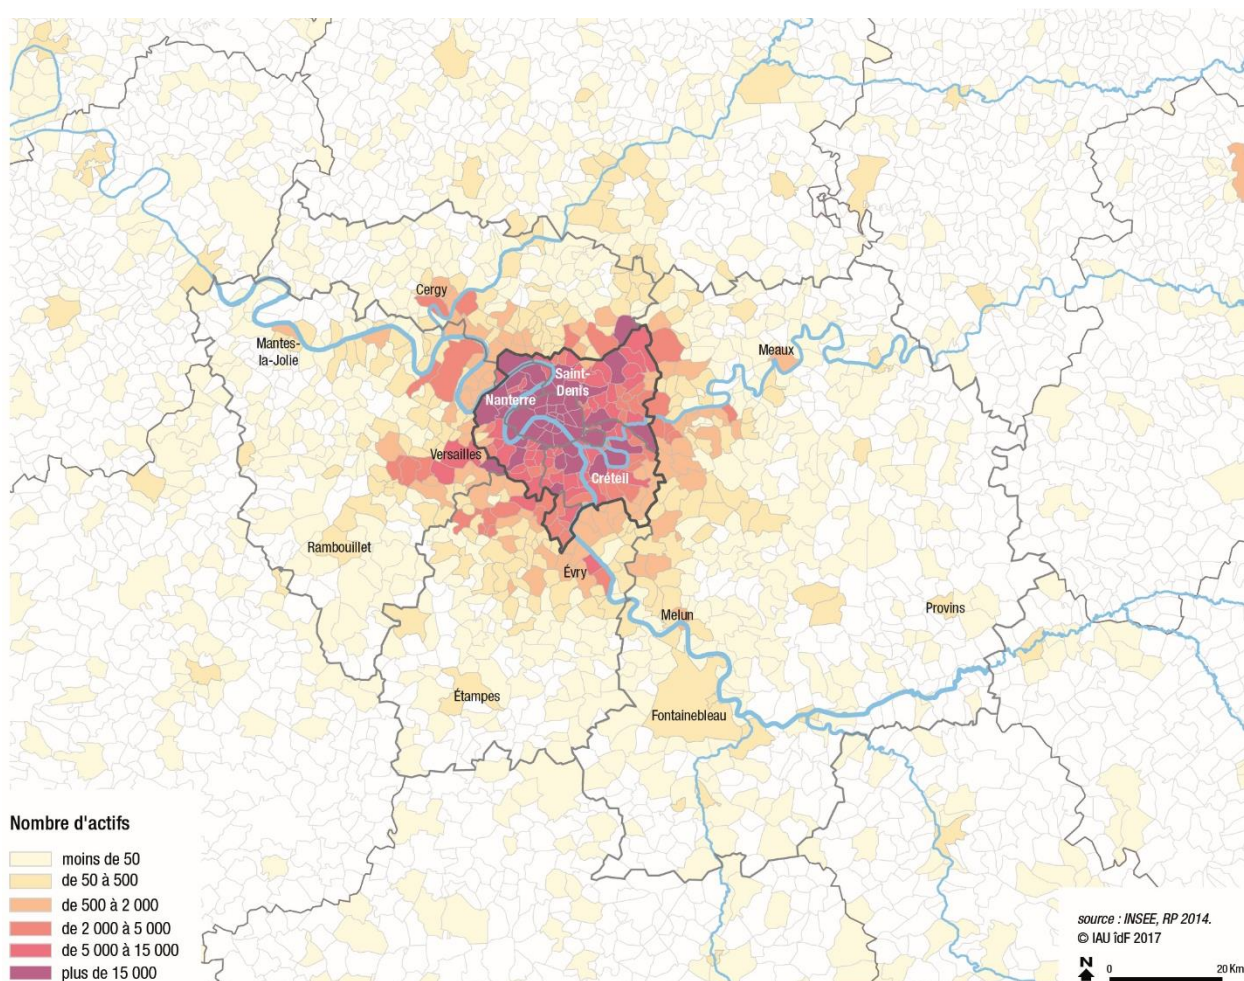 Cergy
Mantes-
la-Jolie
Meaux
Saint-
Denis
Nanterre
Versailles
Créteil
Rambouillet
Évry
Provins
Melun
Étampes
Fontainebleau
Nombre d'actifs
moins de 50
de 50 à 500
de 500 à 2 000
de 2 000 à 5 000
de 5 000 à 15 000
plus de 15 000
source : INSEE, RP 2014.
© IAU îdF 2017
N
0 20 Km